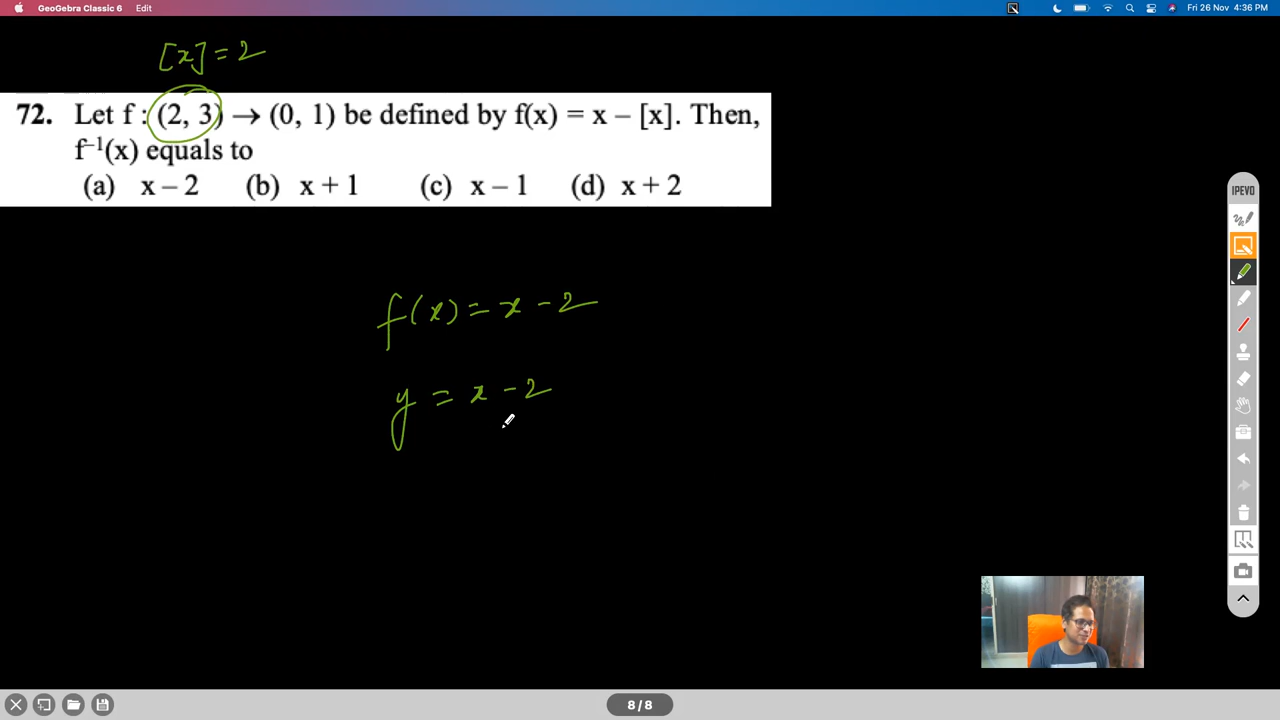 GeoGebra Classic 6 Edit Fri 26 Nov 4:36 PM
[x] = 2
72. Let f : (2, 3) → (0, 1) be defined by f(x) = x – [x]. Then,
f⁻¹(x) equals to
(a) x – 2 (b) x + 1 (c) x – 1 (d) x + 2
IPEVO
f(x) = x - 2
y = x - 2
8 / 8